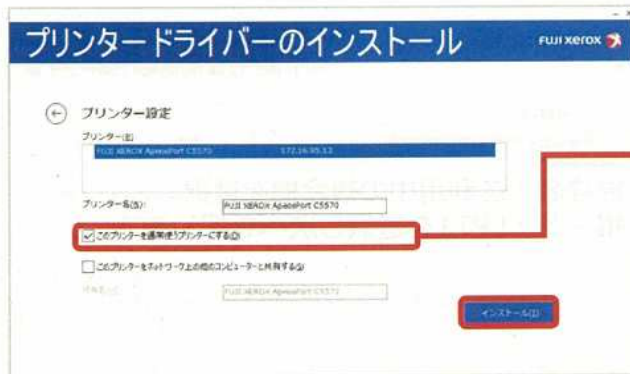 プリンタードライバーのインストール
FUJI XEROX
プリンター設定
プリンター(E)
FUJI XEROX ApeosPort C5570 172.16.95.13
プリンター名(S):
FUJI XEROX ApeosPort C5570
このプリンターを通常使うプリンターにする(D)
このプリンターをネットワーク上の他のコンピューターと共有する(S)
FUJI XEROX ApeosPort C5570
インストール(I)